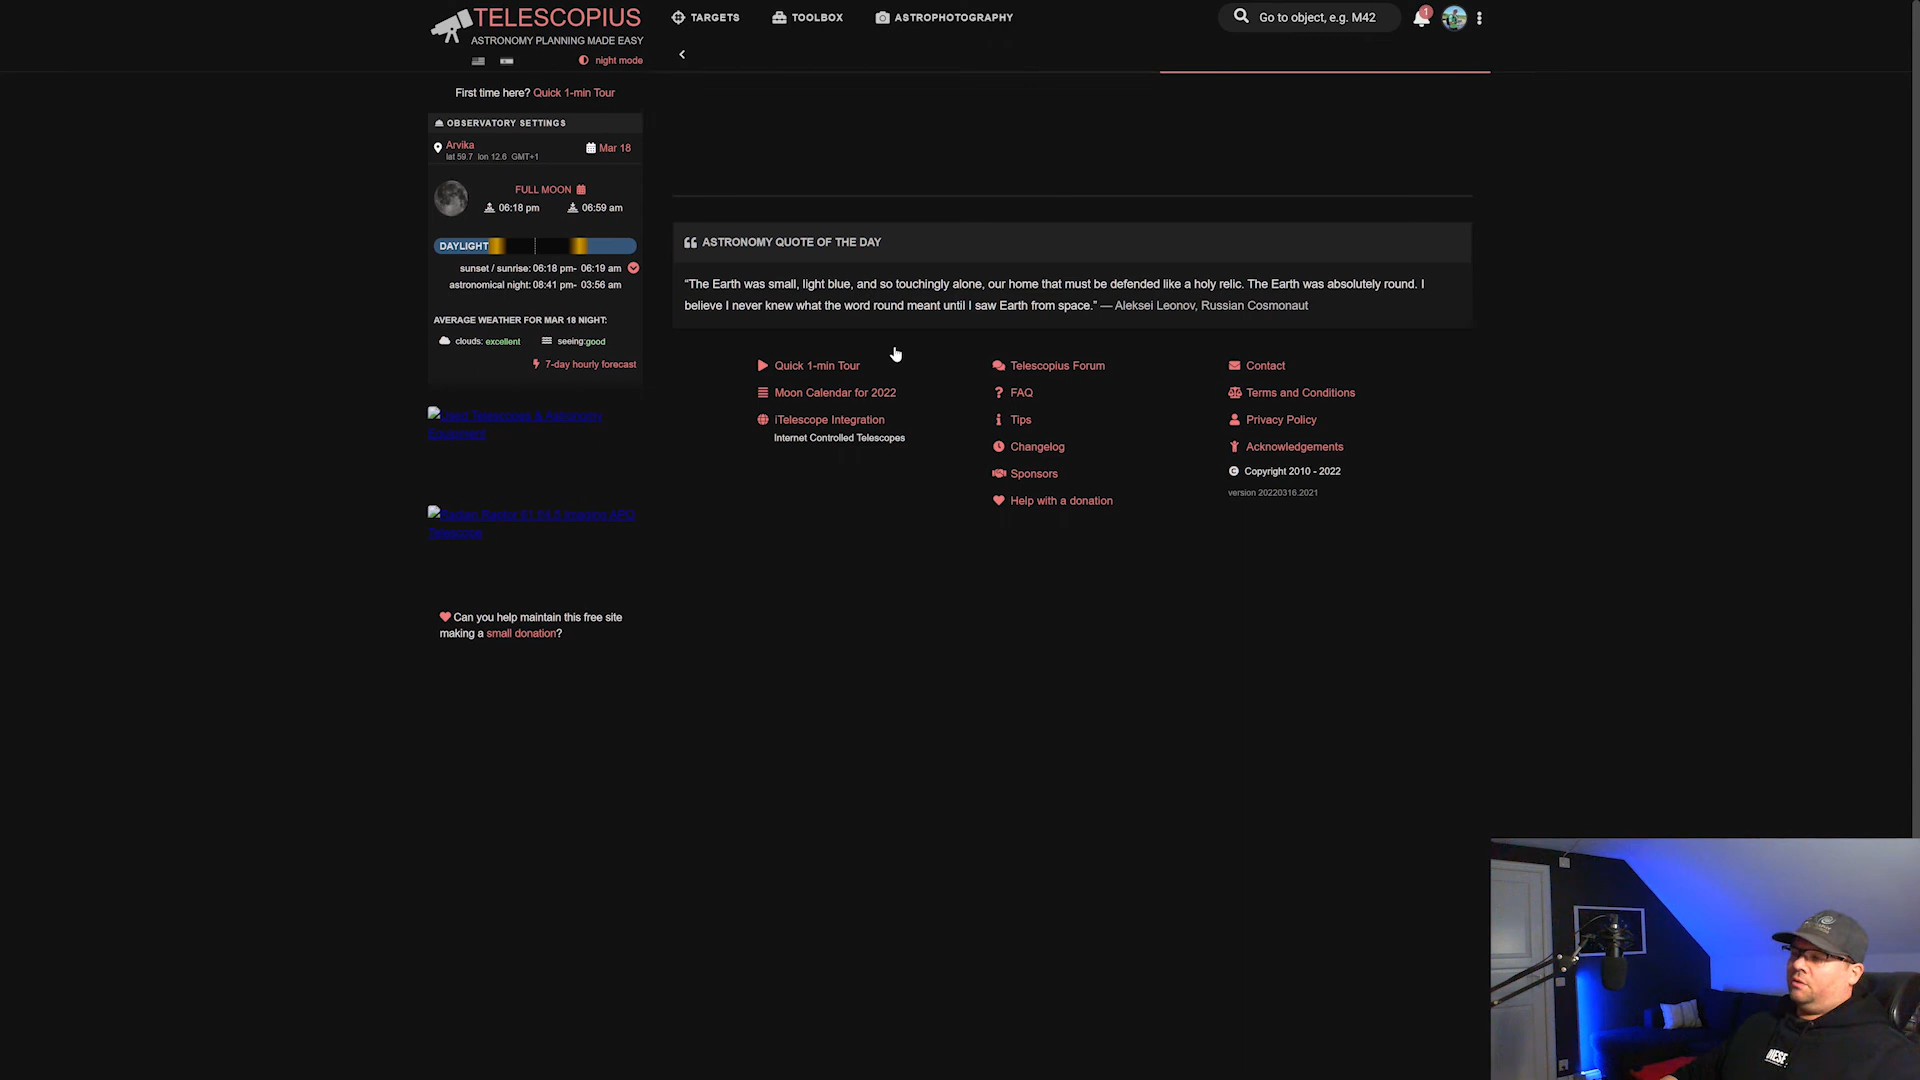 TELESCOPIUS
ASTRONOMY PLANNING MADE EASY
night mode
TARGETS
TOOLBOX
ASTROPHOTOGRAPHY
Go to object, e.g. M42
1
First time here? Quick 1-min Tour
OBSERVATORY SETTINGS
Arvika
lat 59.7 lon 12.6 GMT+1
Mar 18
FULL MOON
06:18 pm
06:59 am
DAYLIGHT
sunset / sunrise: 06:18 pm- 06:19 am
astronomical night: 08:41 pm- 03:56 am
AVERAGE WEATHER FOR MAR 18 NIGHT:
clouds: excellent
seeing:good
7-day hourly forecast
Telescopes & Astronomy
Can you help maintain this free site
making a small donation?
ASTRONOMY QUOTE OF THE DAY
“The Earth was small, light blue, and so touchingly alone, our home that must be defended like a holy relic. The Earth was absolutely round. I
believe I never knew what the word round meant until I saw Earth from space.” — Aleksei Leonov, Russian Cosmonaut
Quick 1-min Tour
Moon Calendar for 2022
iTelescope Integration
Internet Controlled Telescopes
Telescopius Forum
FAQ
Tips
Changelog
Sponsors
Help with a donation
Contact
Terms and Conditions
Privacy Policy
Acknowledgements
Copyright 2010 - 2022
version 20220316.2021